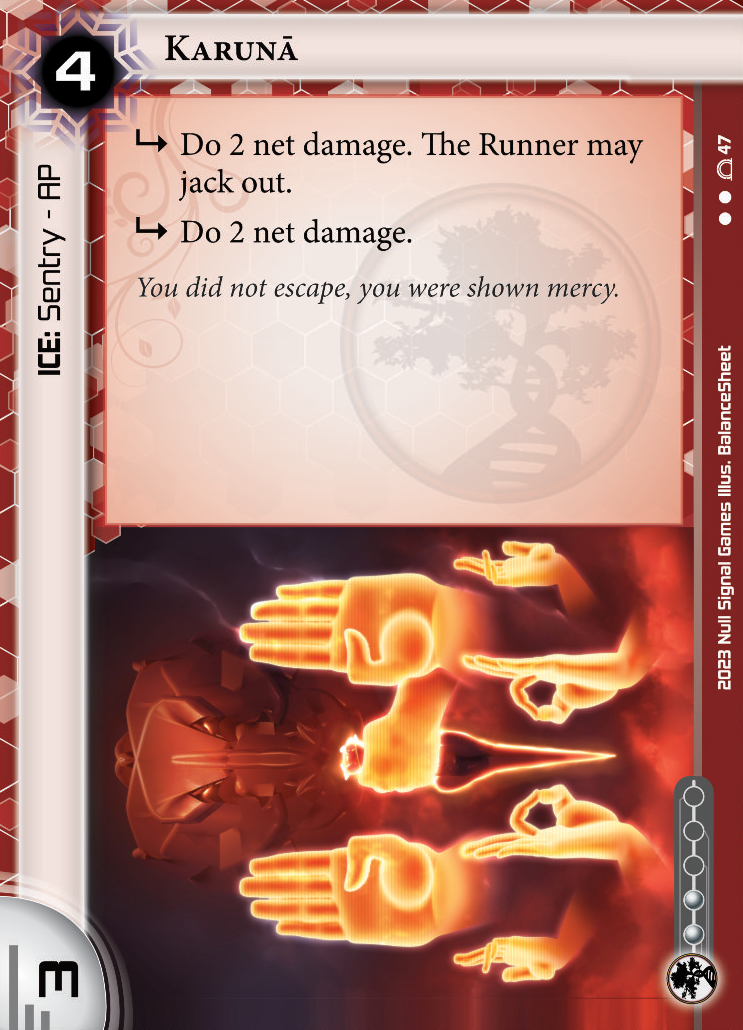 4
Karunā
ICE: Sentry - AP
↳ Do 2 net damage. The Runner may
jack out.
↳ Do 2 net damage.
You did not escape, you were shown mercy.
3
47
2023 Null Signal Games Illus. BalanceSheet